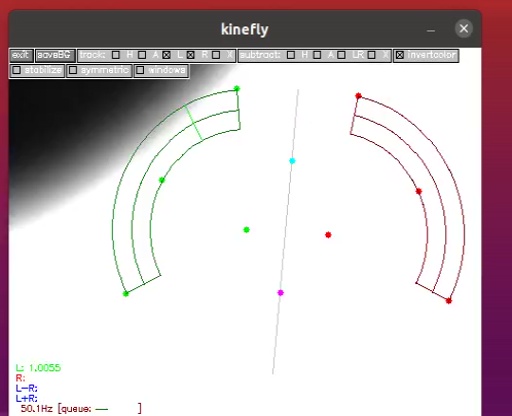 kinefly
exit saveBG track: H A L R X subtract: H A LR X invertcolor
stabilize symmetric windows
L: 1.0055
R:
L-R:
L+R:
50.1Hz [queue: — ]